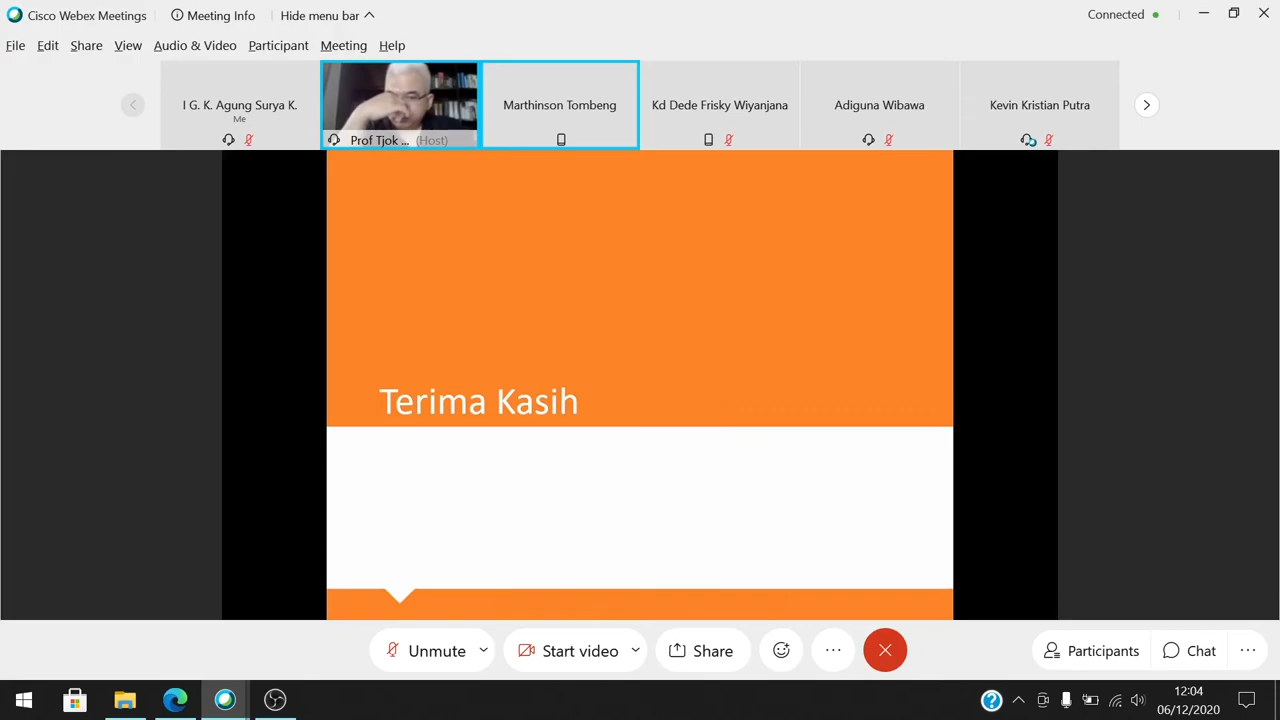 Cisco Webex Meetings
Meeting Info
Hide menu bar
Connected
File Edit Share View Audio & Video Participant Meeting Help
I G. K. Agung Surya K.
Me
Prof Tjok ... (Host)
Marthinson Tombeng
Kd Dede Frisky Wiyanjana
Adiguna Wibawa
Kevin Kristian Putra
Terima Kasih
Unmute
Start video
Share
Participants
Chat
12:04
06/12/2020